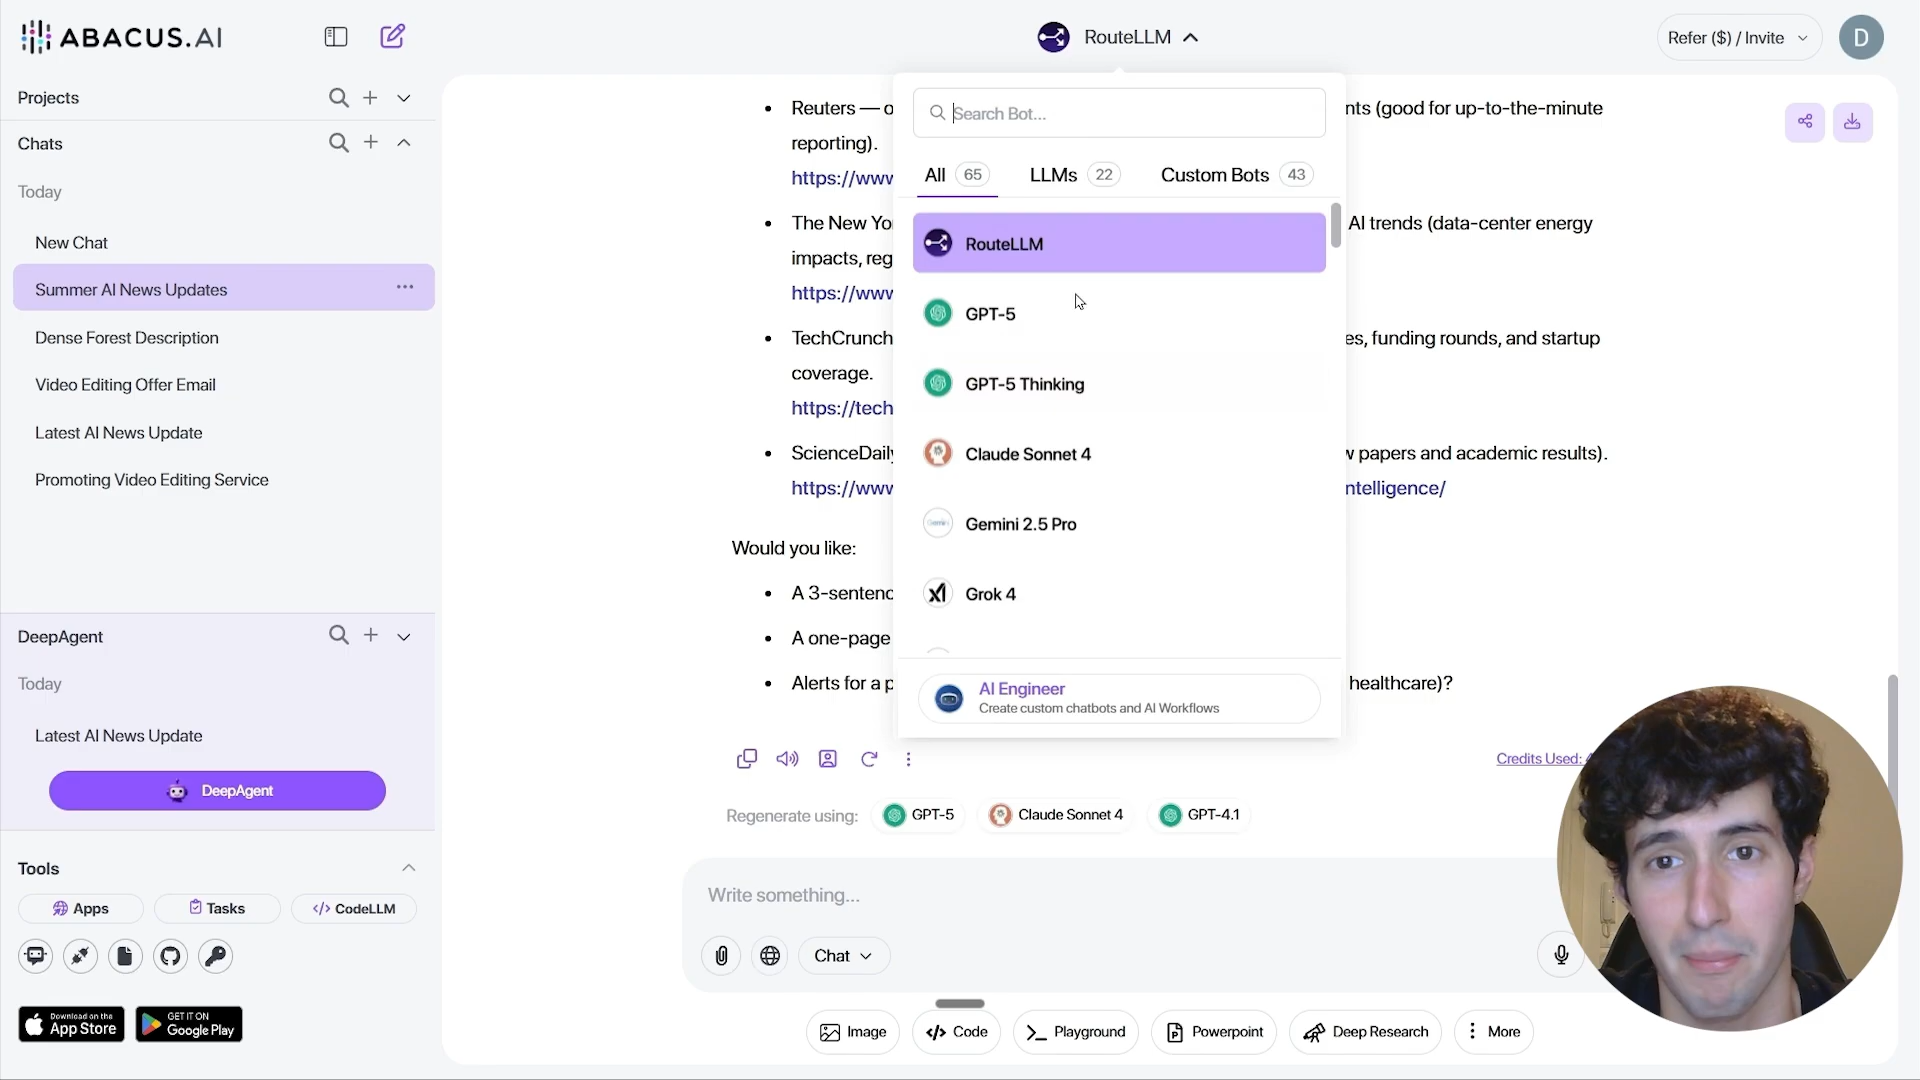 ABACUS.AI
RouteLLM
Refer ($) / Invite
D
Projects
Chats
Today
New Chat
Summer AI News Updates
Dense Forest Description
Video Editing Offer Email
Latest AI News Update
Promoting Video Editing Service
DeepAgent
Today
Latest AI News Update
DeepAgent
Tools
Apps
Tasks
</> CodeLLM
Download on the
App Store
GET IT ON
Google Play
Search Bot...
All 65
LLMs 22
Custom Bots 43
RouteLLM
GPT-5
GPT-5 Thinking
Claude Sonnet 4
Gemini 2.5 Pro
Grok 4
AI Engineer
Create custom chatbots and AI Workflows
• Reuters — nts (good for up-to-the-minute
reporting).
https://www
• The New AI trends (data-center energy
impacts,
https://www
• TechCrunch funding rounds, and startup
coverage.
https://tech
• papers and academic results).
https://www ntelligence/
Would you like:
• A
• A one-page
• Alerts for a healthcare)?
Credits Used:
Regenerate using:
GPT-5
Claude Sonnet 4
GPT-4.1
Write something...
Chat
Image
</> Code
Playground
Powerpoint
Deep Research
More